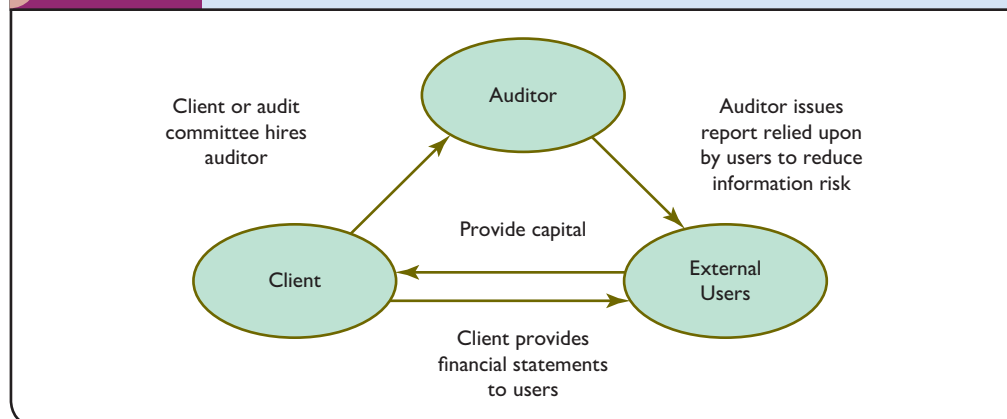 Auditor
Client or audit
committee hires
auditor
Auditor issues
report relied upon
by users to reduce
information risk
Provide capital
Client
External
Users
Client provides
financial statements
to users